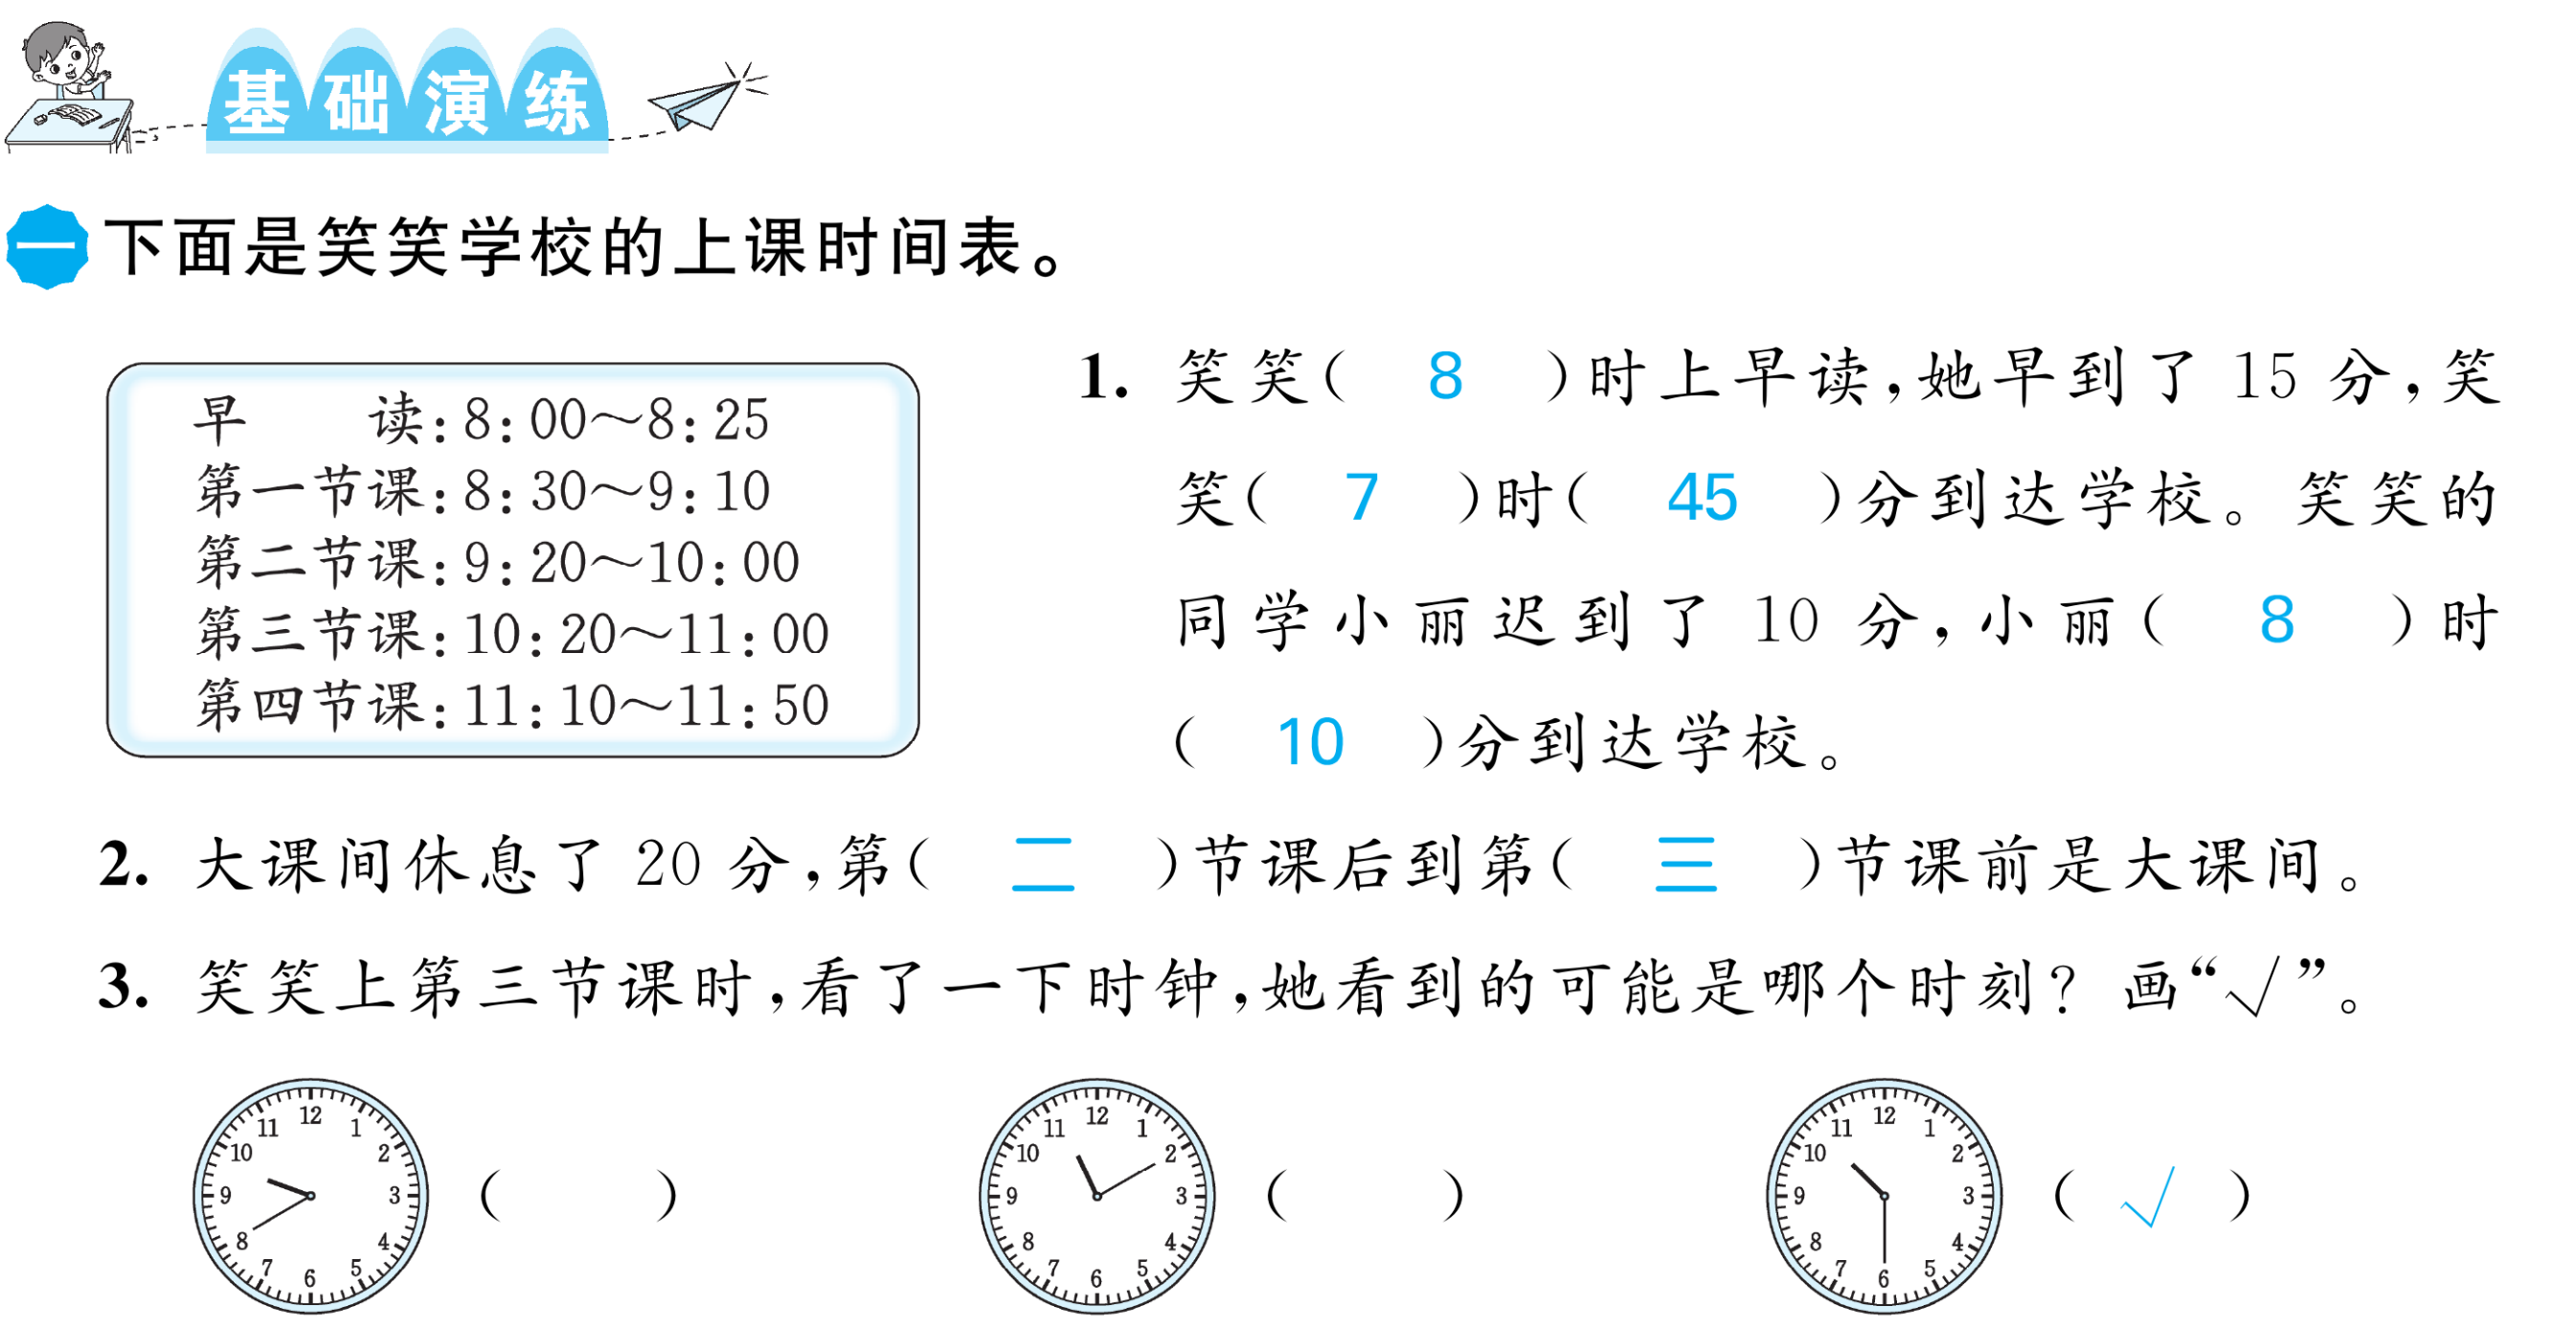 基础演练
一 下面是笑笑学校的上课时间表。
早 读:8:00～8:25
第一节课:8:30～9:10
第二节课:9:20～10:00
第三节课:10:20～11:00
第四节课:11:10～11:50
1. 笑笑( 8 )时上早读,她早到了 15 分,笑
笑( 7 )时( 45 )分到达学校。笑笑的
同学小丽迟到了 10 分,小丽( 8 )时
( 10 )分到达学校。
2. 大课间休息了 20 分,第( 二 )节课后到第( 三 )节课前是大课间。
3. 笑笑上第三节课时,看了一下时钟,她看到的可能是哪个时刻? 画“√”。
12 1 2 3 4 5 6 7 8 9 10 11 ( )
12 1 2 3 4 5 6 7 8 9 10 11 ( )
12 1 2 3 4 5 6 7 8 9 10 11 ( √ )